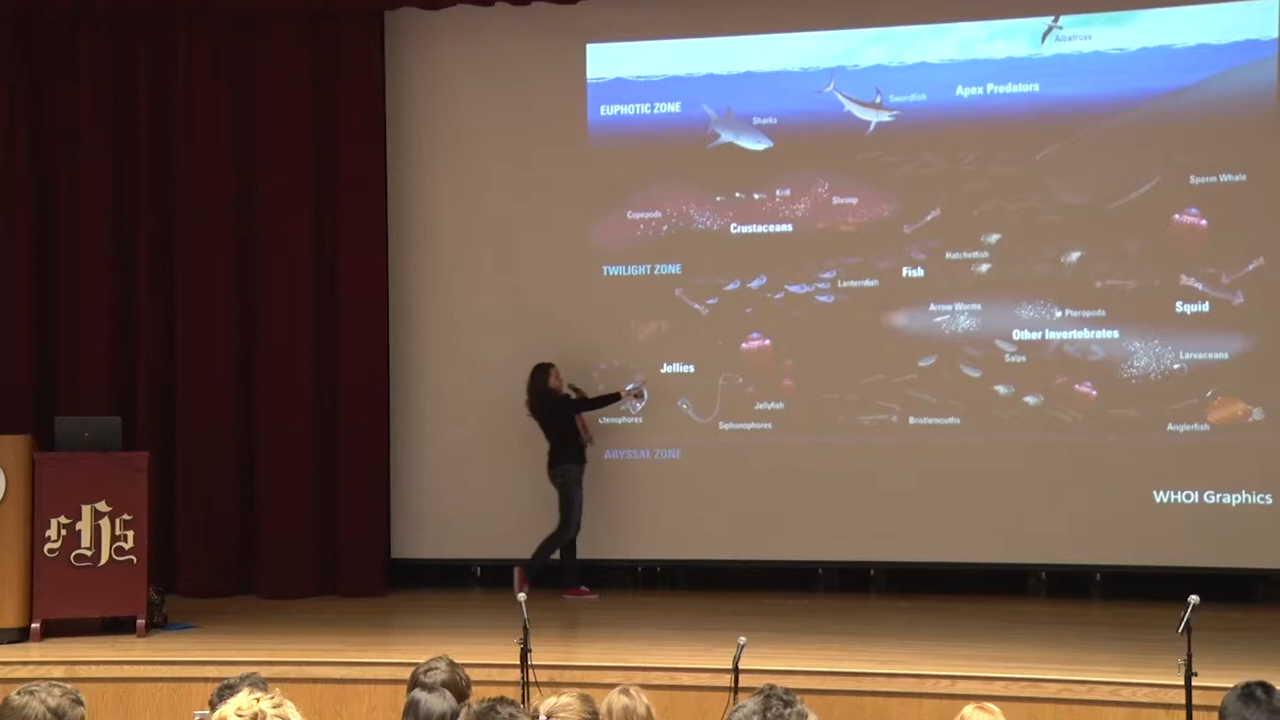 Albatross
EUPHOTIC ZONE
Sharks
Swordfish
Apex Predators
Sperm Whale
Copepods
Krill
Shrimp
Crustaceans
TWILIGHT ZONE
Hatchetfish
Fish
Lanternfish
Squid
Arrow Worms
Pteropods
Other Invertebrates
Salps
Larvaceans
Jellies
Jellyfish
Ctenophores
Siphonophores
Bristlemouths
Anglerfish
ABYSSAL ZONE
WHOI Graphics
FHS